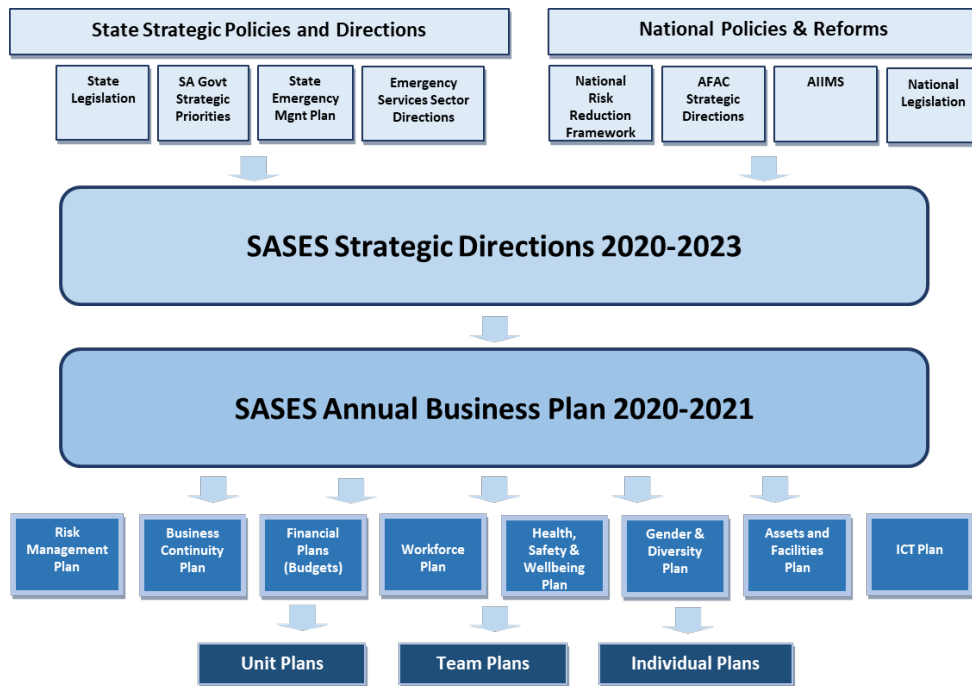 State Strategic Policies and Directions
National Policies & Reforms
State
Legislation
SA Govt
Strategic
Priorities
State
Emergency
Mgnt Plan
Emergency
Services Sector
Directions
National
Risk
Reduction
Framework
AFAC
Strategic
Directions
AIIMS
National
Legislation
SASES Strategic Directions 2020-2023
SASES Annual Business Plan 2020-2021
Risk
Management
Plan
Business
Continuity
Plan
Financial
Plans
(Budgets)
Workforce
Plan
Health,
Safety &
Wellbeing
Plan
Gender &
Diversity
Plan
Assets and
Facilities
Plan
ICT Plan
Unit Plans
Team Plans
Individual Plans